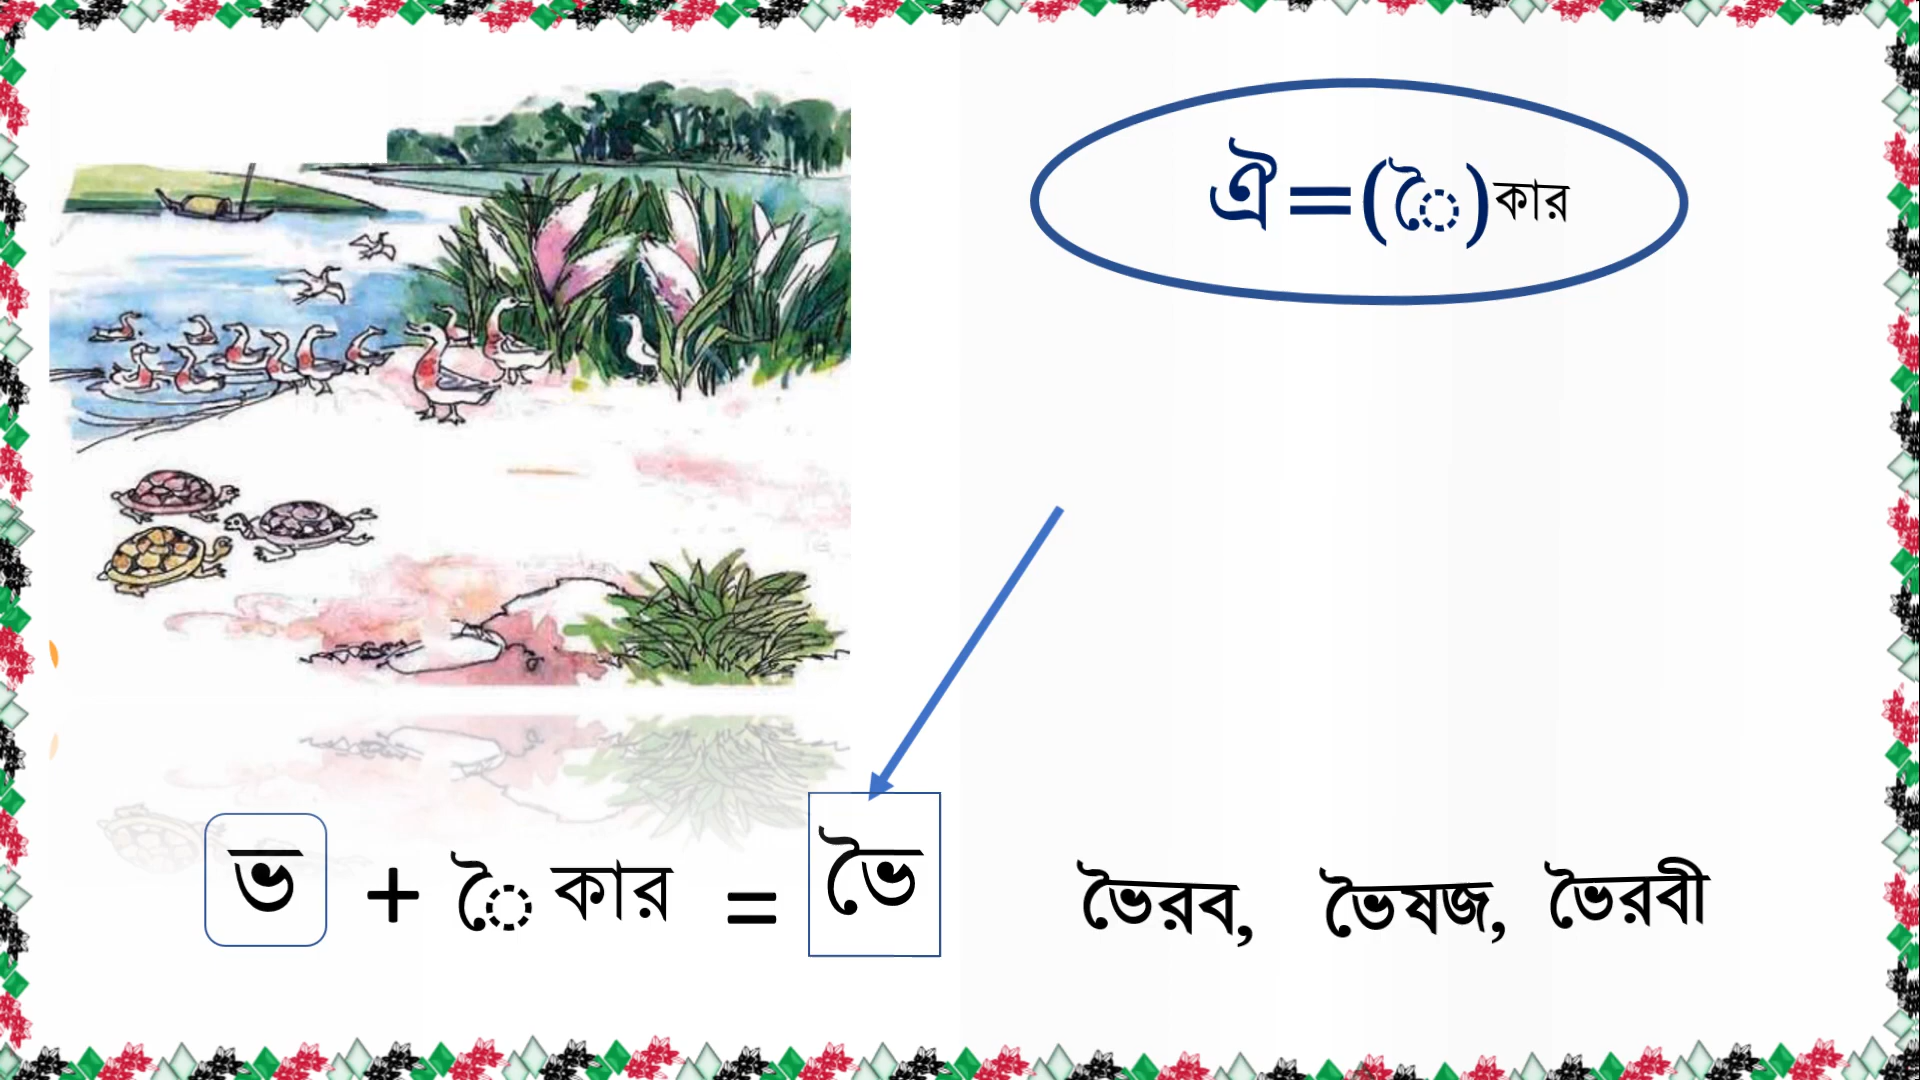 ঐ=(ৈ)কার
ভ + ৈ কার = ভৈ ভৈরব, ভৈষজ, ভৈরবী